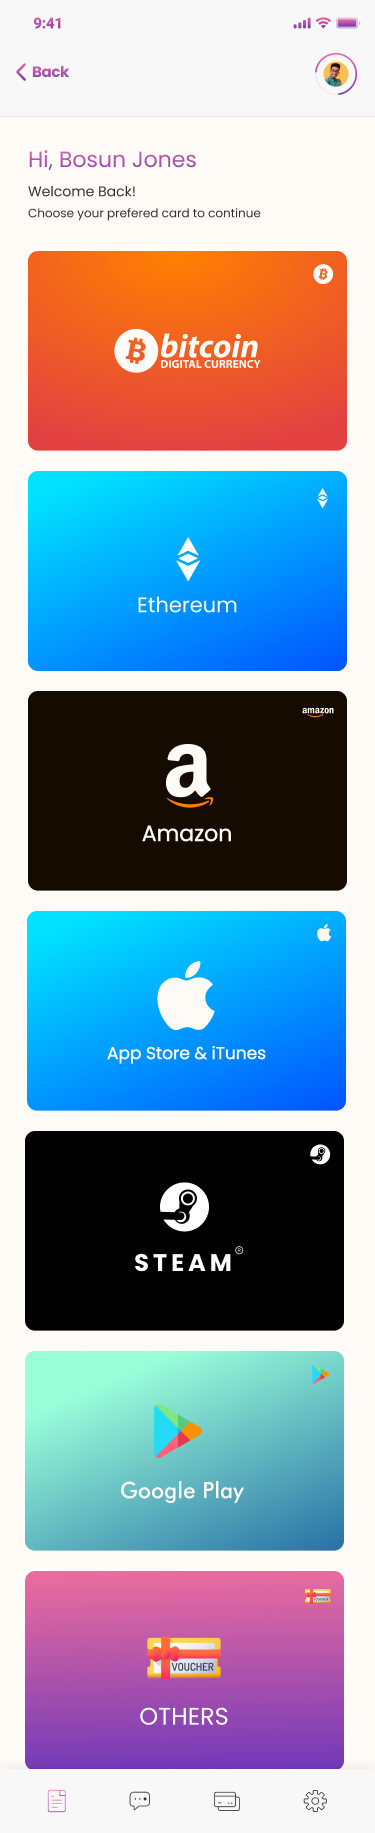 9:41
Back
Hi, Bosun Jones
Welcome Back!
Choose your prefered card to continue
bitcoin
DIGITAL CURRENCY
Ethereum
amazon
a
Amazon
App Store & iTunes
STEAM®
Google Play
VOUCHER
VOUCHER
OTHERS